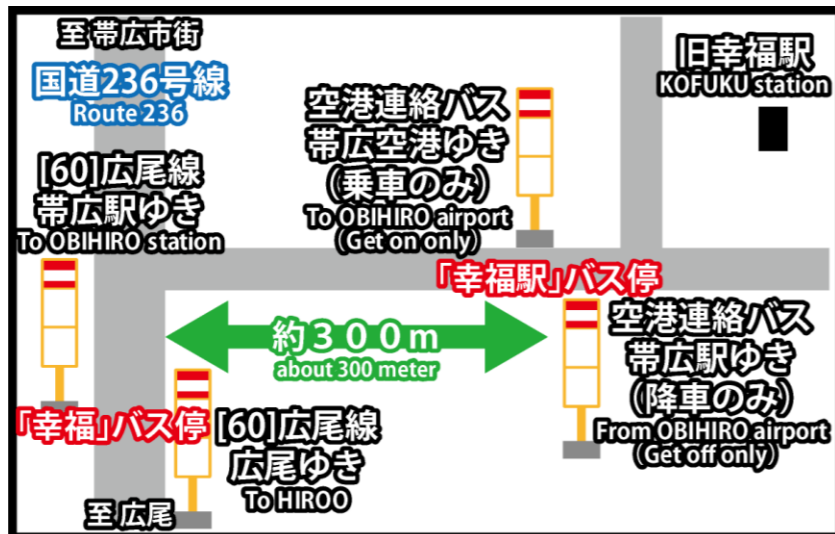 至 帯広市街
国道236号線
Route 236
[60]広尾線
帯広駅ゆき
To OBIHIRO station
空港連絡バス
帯広空港ゆき
（乗車のみ）
To OBIHIRO airport
（Get on only）
旧幸福駅
KOFUKU station
「幸福駅」バス停
約３００ｍ
about 300 meter
空港連絡バス
帯広駅ゆき
（降車のみ）
From OBIHIRO airport
（Get off only）
「幸福」バス停
[60]広尾線
広尾ゆき
To HIROO
至 広尾